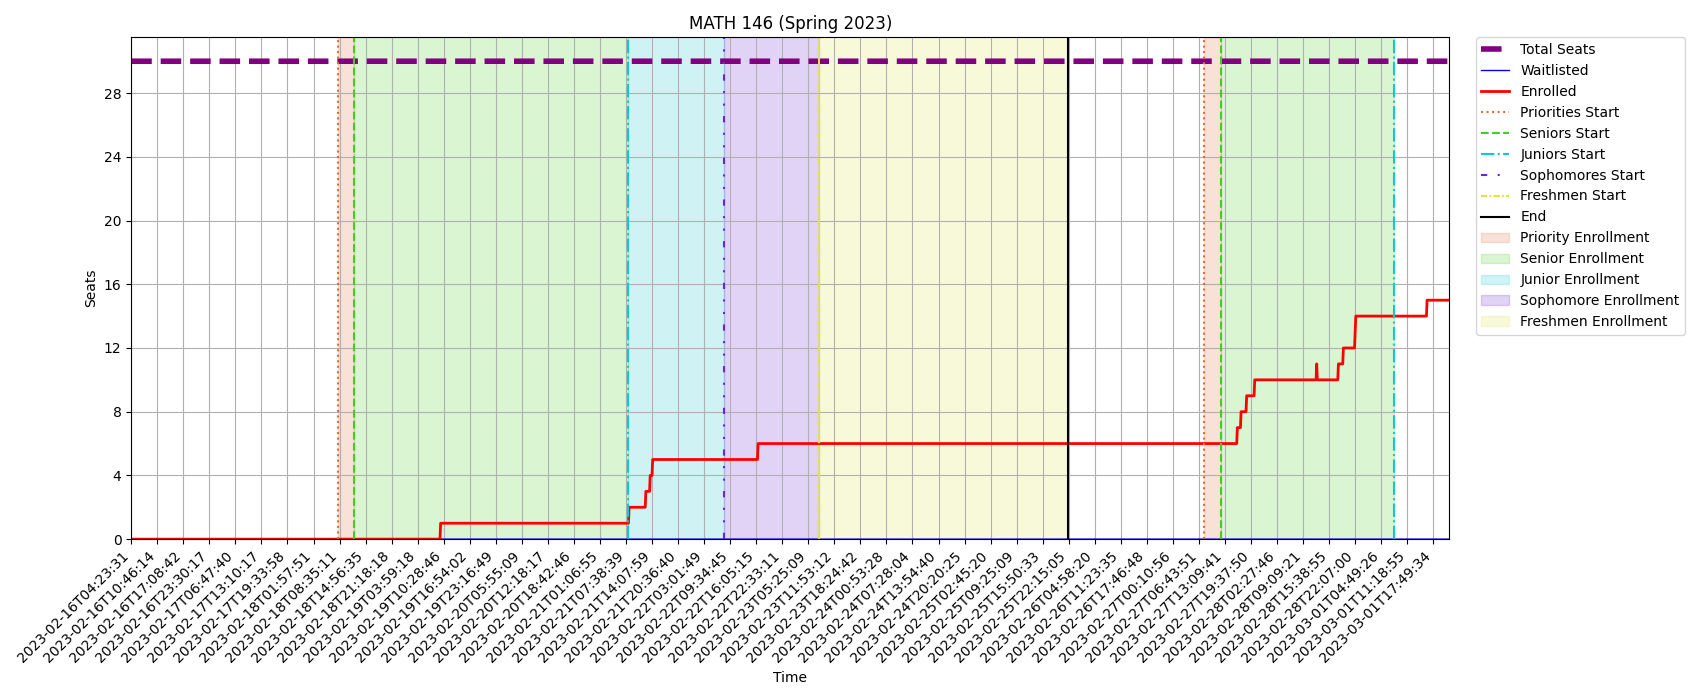 MATH 146 (Spring 2023)
Total Seats
Waitlisted
Enrolled
Priorities Start
Seniors Start
Juniors Start
Sophomores Start
Freshmen Start
End
Priority Enrollment
Senior Enrollment
Junior Enrollment
Sophomore Enrollment
Freshmen Enrollment
Seats
28
24
20
16
12
8
4
0
2023-02-16T04:23:31
2023-02-16T10:46:14
2023-02-16T17:08:42
2023-02-16T23:30:17
2023-02-17T06:47:40
2023-02-17T13:10:17
2023-02-17T19:33:58
2023-02-18T01:57:51
2023-02-18T08:35:11
2023-02-18T14:56:35
2023-02-18T21:18:18
2023-02-19T03:59:18
2023-02-19T10:28:46
2023-02-19T16:54:02
2023-02-19T23:16:49
2023-02-20T05:55:09
2023-02-20T12:18:17
2023-02-20T18:42:46
2023-02-21T01:06:55
2023-02-21T07:38:39
2023-02-21T14:07:59
2023-02-21T20:36:40
2023-02-22T03:01:49
2023-02-22T09:34:45
2023-02-22T16:05:15
2023-02-22T22:33:11
2023-02-23T05:25:09
2023-02-23T11:53:12
2023-02-23T18:24:42
2023-02-24T00:53:28
2023-02-24T07:28:04
2023-02-24T13:54:40
2023-02-24T20:20:25
2023-02-25T02:45:20
2023-02-25T09:25:09
2023-02-25T15:50:33
2023-02-25T22:15:05
2023-02-26T04:58:20
2023-02-26T11:23:35
2023-02-26T17:46:48
2023-02-27T00:10:56
2023-02-27T06:43:51
2023-02-27T13:09:41
2023-02-27T19:37:50
2023-02-28T02:27:46
2023-02-28T09:09:21
2023-02-28T15:38:55
2023-02-28T22:07:00
2023-03-01T04:49:26
2023-03-01T11:18:55
2023-03-01T17:49:34
Time